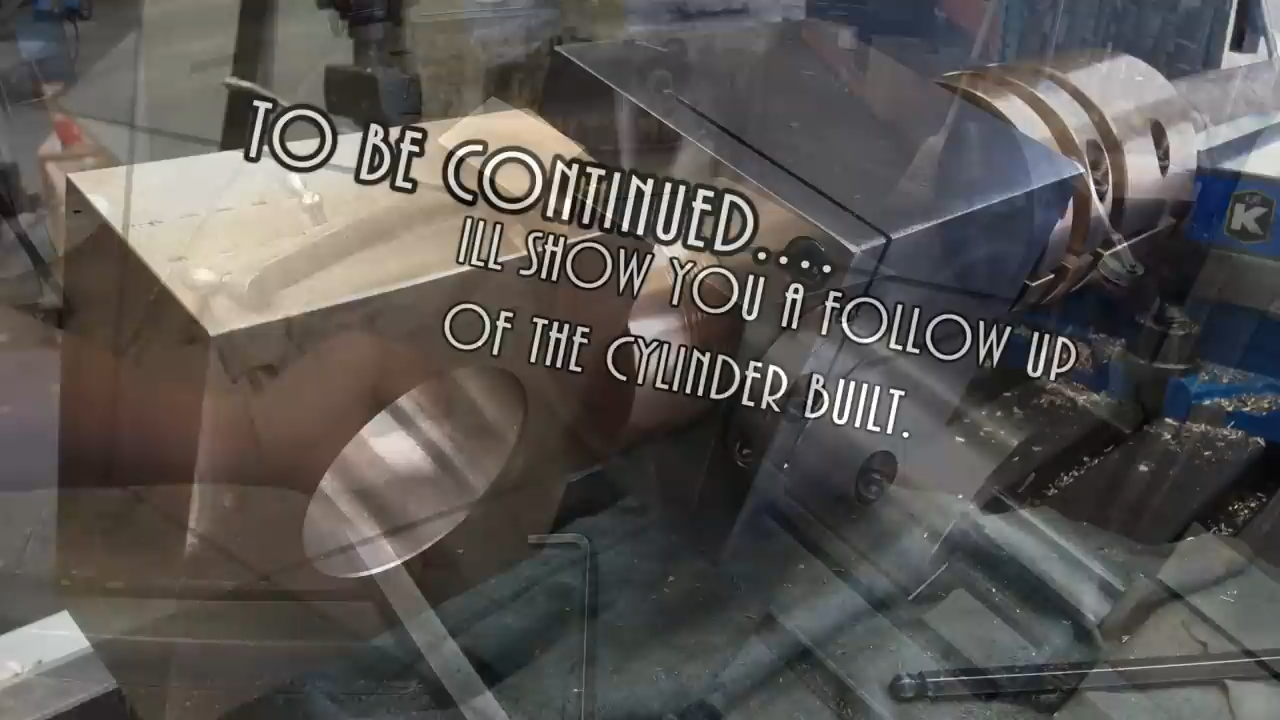 TO BE CONTINUED.....
ILL SHOW YOU A FOLLOW UP
OF THE CYLINDER BUILT.
K